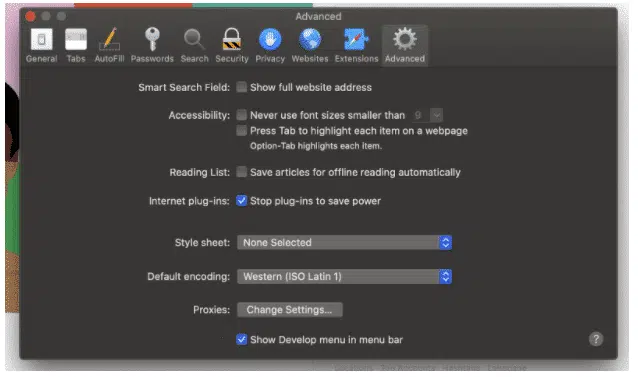 Advanced
General Tabs AutoFill Passwords Search Security Privacy Websites Extensions Advanced
Smart Search Field: Show full website address
Accessibility: Never use font sizes smaller than 9
Press Tab to highlight each item on a webpage
Option-Tab highlights each item.
Reading List: Save articles for offline reading automatically
Internet plug-ins: Stop plug-ins to save power
Style sheet: None Selected
Default encoding: Western (ISO Latin 1)
Proxies: Change Settings...
Show Develop menu in menu bar
?